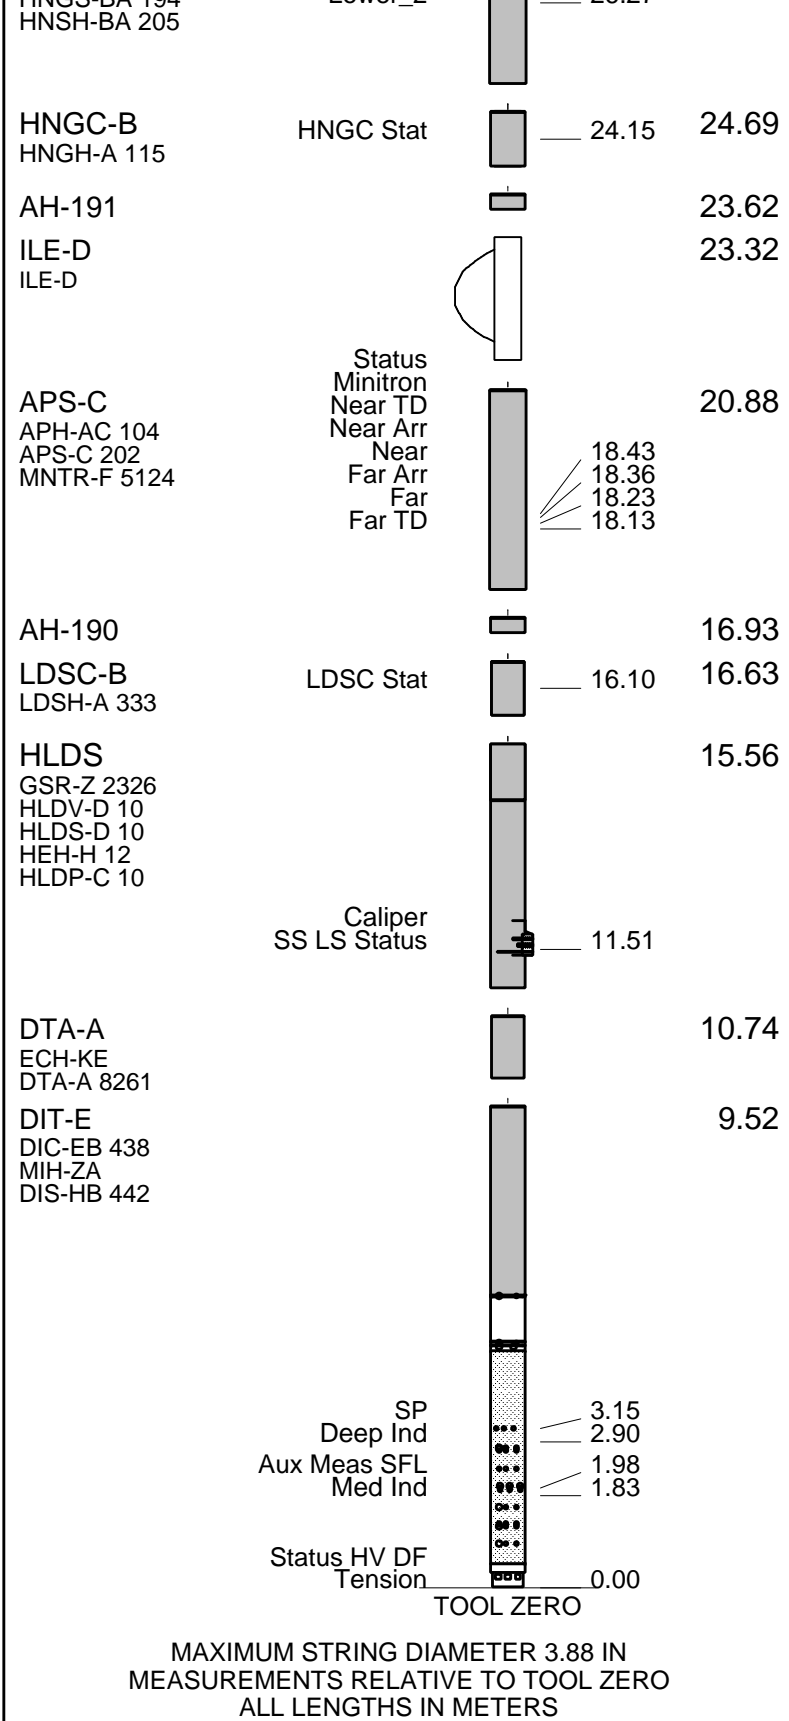 HNGS-BA 194
Lower_2 26.27
HNSH-BA 205
HNGC-B HNGC Stat 24.15 24.69
HNGH-A 115
AH-191 23.62
ILE-D 23.32
ILE-D
Status
Minitron
APS-C Near TD 20.88
APH-AC 104 Near Arr
APS-C 202 Near 18.43
MNTR-F 5124 Far Arr 18.36
Far 18.23
Far TD 18.13
AH-190 16.93
LDSC-B LDSC Stat 16.10 16.63
LDSH-A 333
HLDS 15.56
GSR-Z 2326
HLDV-D 10
HLDS-D 10
HEH-H 12
HLDP-C 10
Caliper
SS LS Status 11.51
DTA-A 10.74
ECH-KE
DTA-A 8261
DIT-E 9.52
DIC-EB 438
MIH-ZA
DIS-HB 442
SP 3.15
Deep Ind 2.90
Aux Meas SFL 1.98
Med Ind 1.83
Status HV DF
Tension 0.00
TOOL ZERO
MAXIMUM STRING DIAMETER 3.88 IN
MEASUREMENTS RELATIVE TO TOOL ZERO
ALL LENGTHS IN METERS